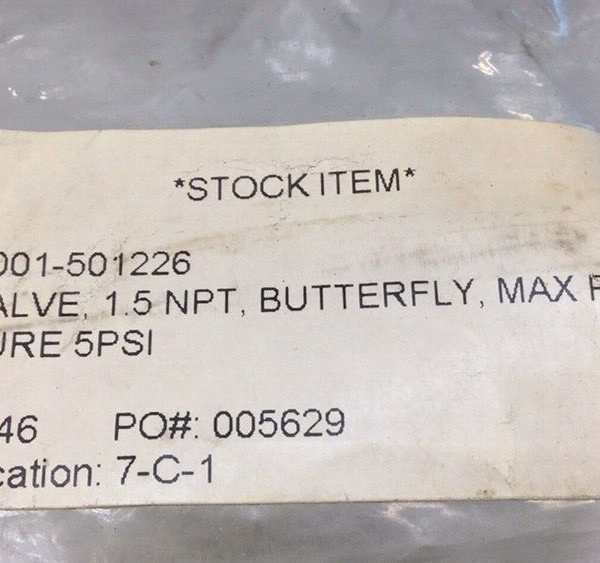 *STOCK ITEM*
001-501226
ALVE, 1.5 NPT, BUTTERFLY, MAX P
URE 5PSI
46 PO#: 005629
cation: 7-C-1